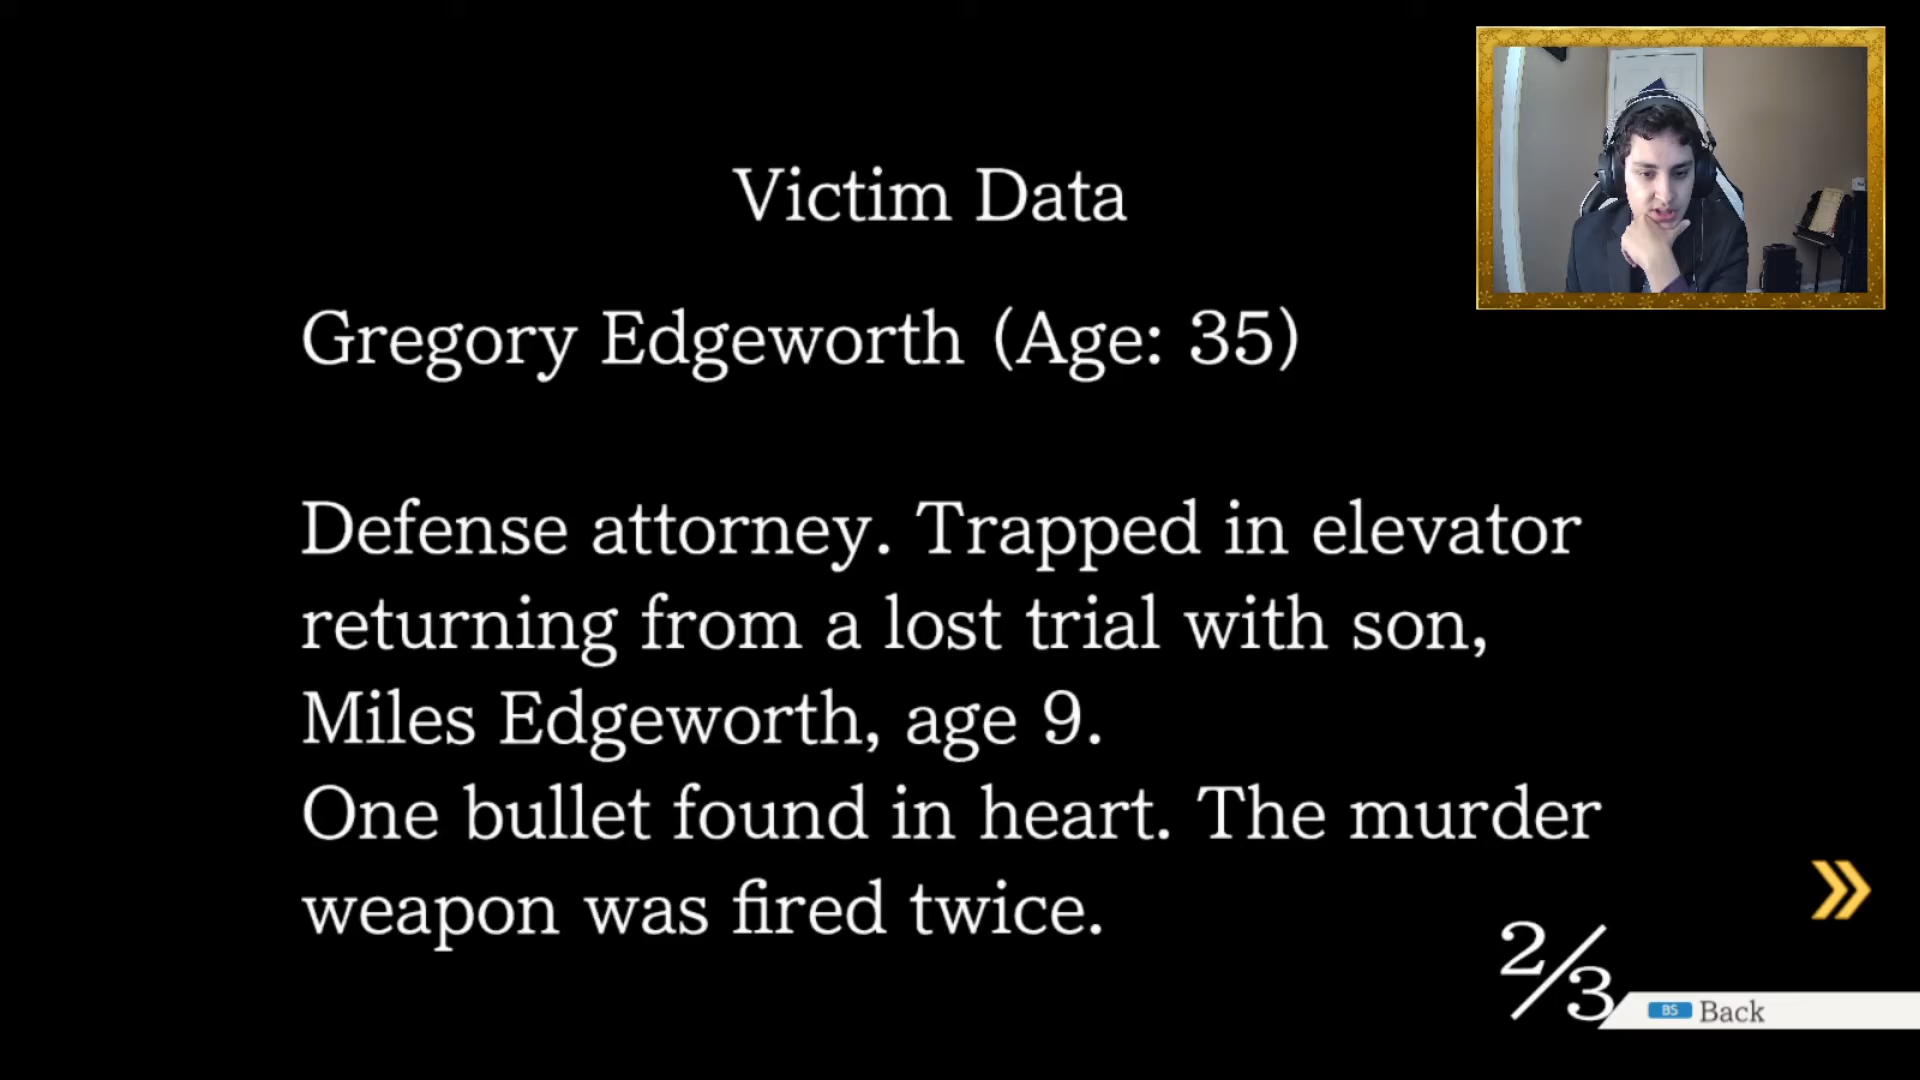 Victim Data
Gregory Edgeworth (Age: 35)
Defense attorney. Trapped in elevator
returning from a lost trial with son,
Miles Edgeworth, age 9.
One bullet found in heart. The murder
weapon was fired twice.
2/3
BS Back